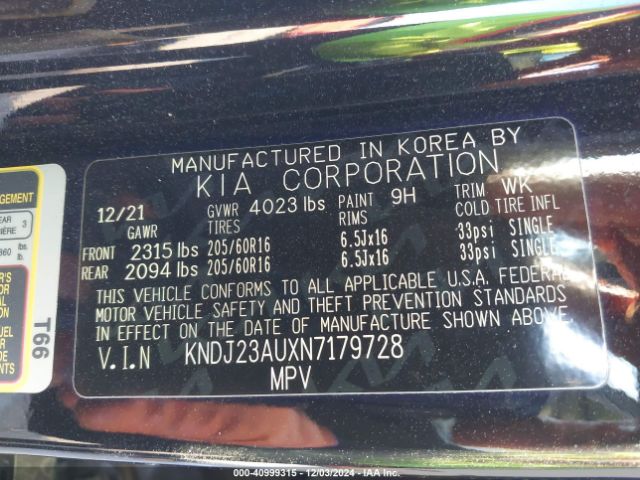 MANUFACTURED IN KOREA BY
KIA CORPORATION
12/21 GVWR 4023 lbs PAINT 9H TRIM WK
GAWR TIRES RIMS COLD TIRE INFL
FRONT 2315 lbs 205/60R16 6.5Jx16 33psi SINGLE
REAR 2094 lbs 205/60R16 6.5Jx16 33psi SINGLE
THIS VEHICLE CONFORMS TO ALL APPLICABLE U.S.A. FEDERAL
MOTOR VEHICLE SAFETY AND THEFT PREVENTION STANDARDS
IN EFFECT ON THE DATE OF MANUFACTURE SHOWN ABOVE.
V.I.N KNDJ23AUXN7179728
MPV
T66
000-40999315 - 12/03/2024 - IAA Inc.